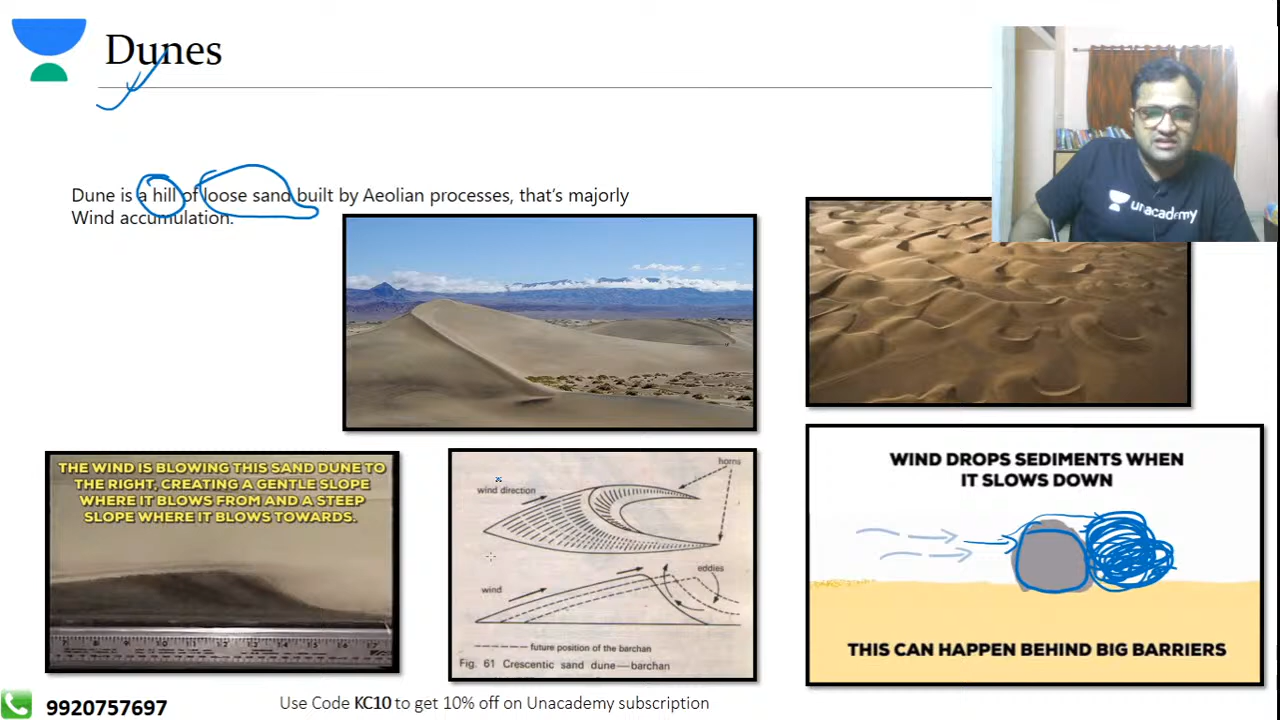 Dunes
Dune is a hill of loose sand built by Aeolian processes, that's majorly
Wind accumulation.
unacademy
THE WIND IS BLOWING THIS SAND DUNE TO
THE RIGHT, CREATING A GENTLE SLOPE
WHERE IT BLOWS FROM AND A STEEP
SLOPE WHERE IT BLOWS TOWARDS.
horns
wind direction
eddies
wind
future position of the barchan
Fig. 61 Crescentic sand dune—barchan
WIND DROPS SEDIMENTS WHEN
IT SLOWS DOWN
THIS CAN HAPPEN BEHIND BIG BARRIERS
9920757697
Use Code KC10 to get 10% off on Unacademy subscription